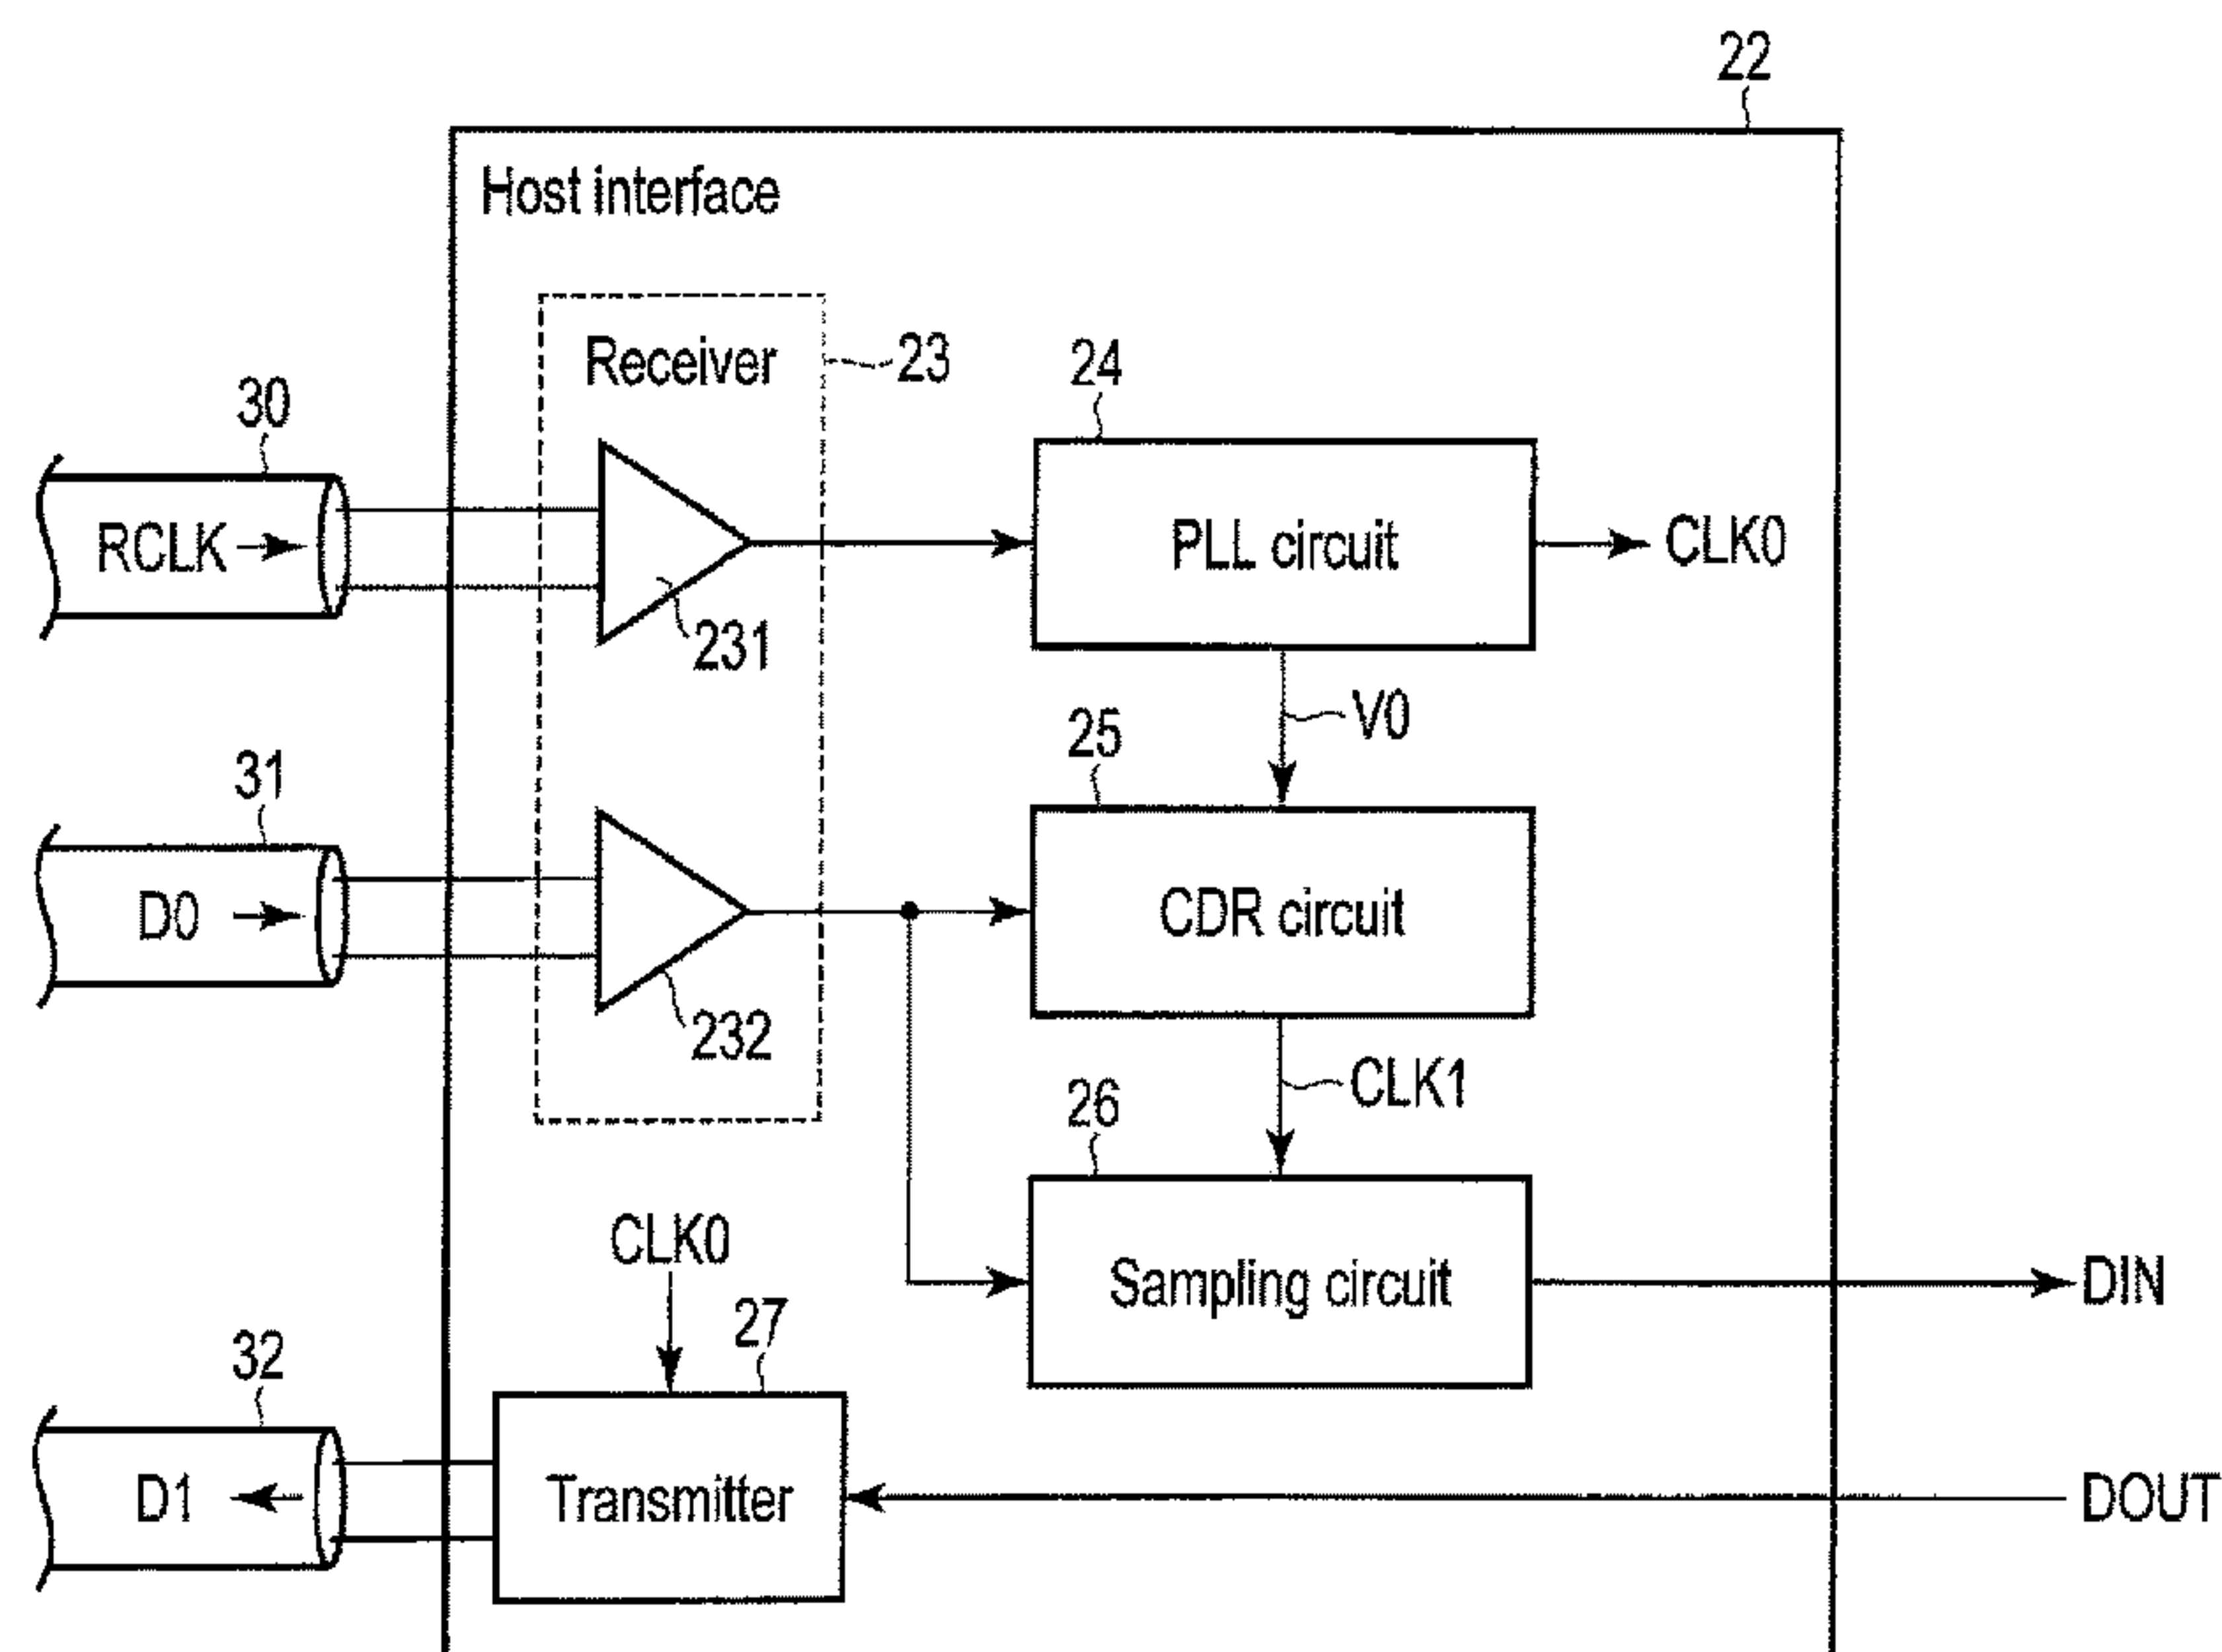 22
Host interface
Receiver
23
24
30
RCLK
PLL circuit
CLK0
231
V0
25
31
D0
CDR circuit
232
CLK1
26
CLK0
Sampling circuit
DIN
27
32
D1
Transmitter
DOUT